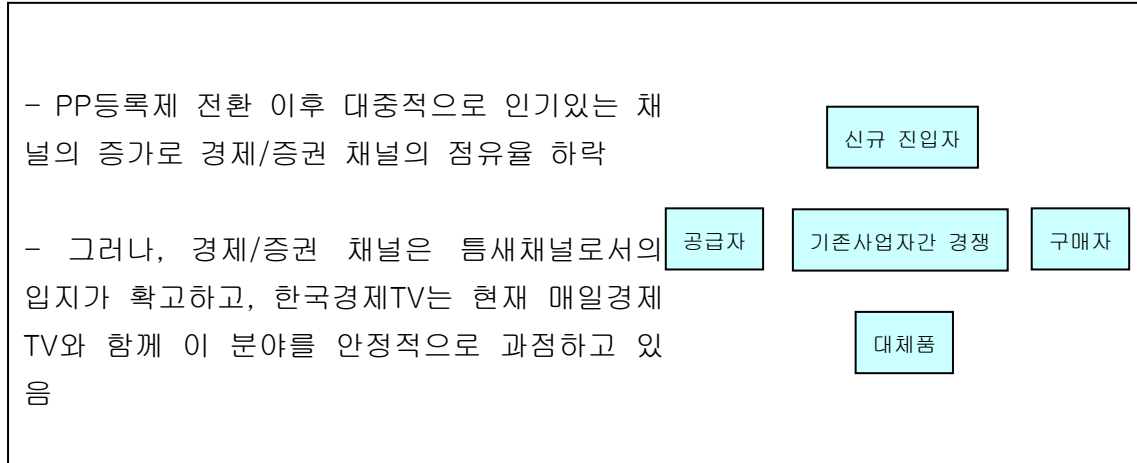 - PP등록제 전환 이후 대중적으로 인기있는 채
널의 증가로 경제/증권 채널의 점유율 하락
- 그러나, 경제/증권 채널은 틈새채널로서의
입지가 확고하고, 한국경제TV는 현재 매일경제
TV와 함께 이 분야를 안정적으로 과점하고 있
음
신규 진입자
공급자
기존사업자간 경쟁
구매자
대체품